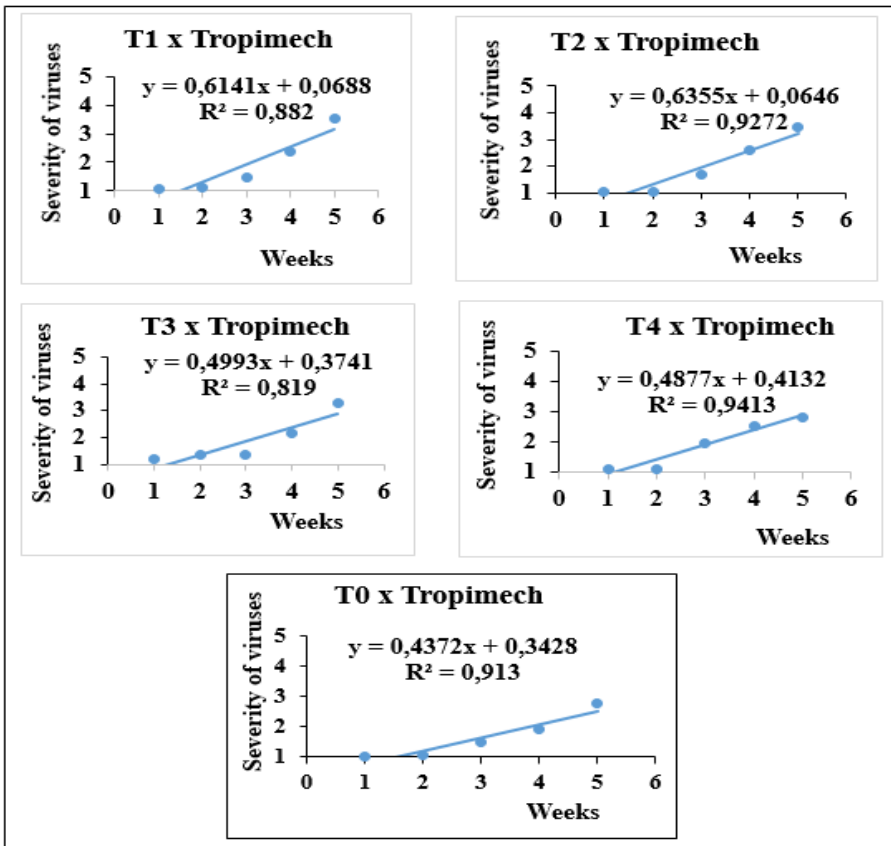 T1 x Tropimech
Severity of viruses
5
4
3
2
1
y = 0,6141x + 0,0688
R² = 0,882
0 1 2 3 4 5 6
Weeks
T2 x Tropimech
Severity of viruses
5
4
3
2
1
y = 0,6355x + 0,0646
R² = 0,9272
0 1 2 3 4 5 6
Weeks
T3 x Tropimech
Severity of viruses
5
4
3
2
1
y = 0,4993x + 0,3741
R² = 0,819
0 1 2 3 4 5 6
Weeks
T4 x Tropimech
Severity of viruss
5
4
3
2
1
y = 0,4877x + 0,4132
R² = 0,9413
0 1 2 3 4 5 6
Weeks
T0 x Tropimech
Severity of viruses
5
4
3
2
1
y = 0,4372x + 0,3428
R² = 0,913
0 1 2 3 4 5 6
Weeks